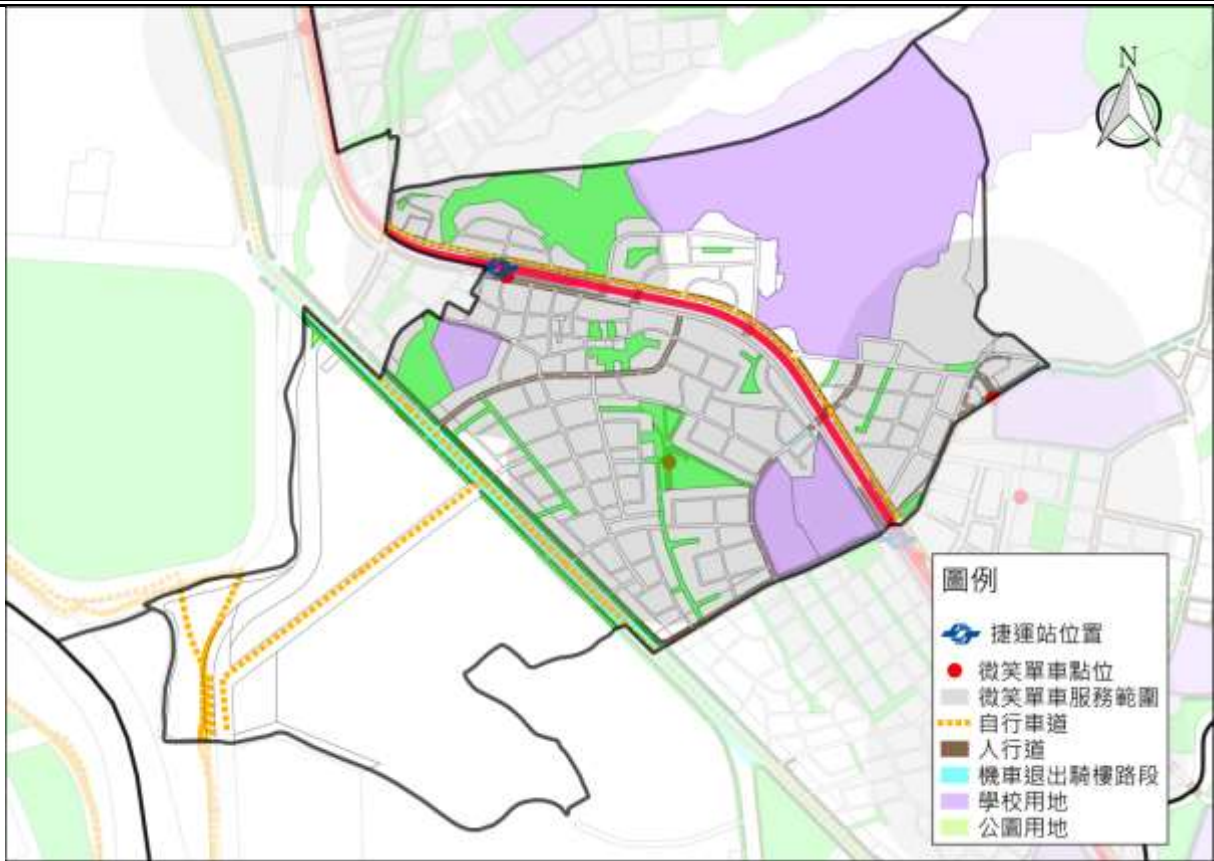 N
圖例
捷運站位置
微笑單車點位
微笑單車服務範圍
自行車道
人行道
機車退出騎樓路段
學校用地
公園用地